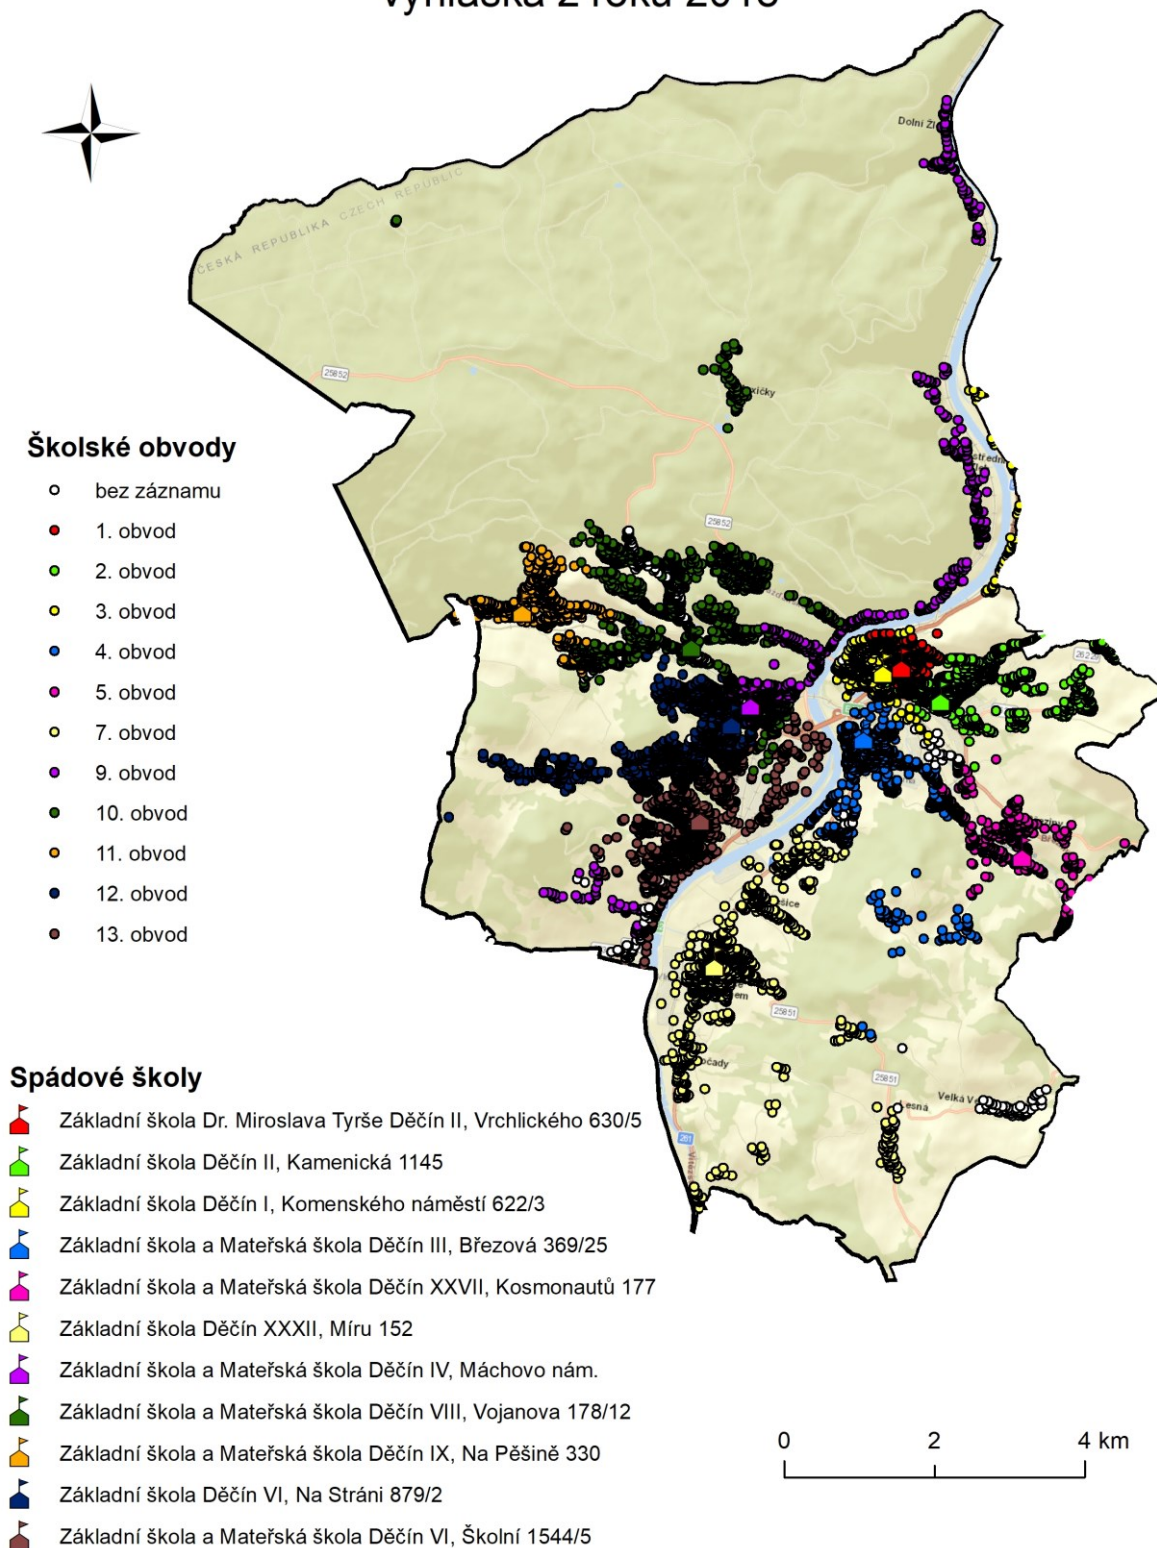 ČESKÁ REPUBLIKA CZECH REPUBLIC
25852
25852
26229
Školské obvody
bez záznamu
1. obvod
2. obvod
3. obvod
4. obvod
5. obvod
7. obvod
9. obvod
10. obvod
11. obvod
12. obvod
13. obvod
25851
25851
Lesná
261
Spádové školy
Základní škola Dr. Miroslava Tyrše Děčín II, Vrchlického 630/5
Základní škola Děčín II, Kamenická 1145
Základní škola Děčín I, Komenského náměstí 622/3
Základní škola a Mateřská škola Děčín III, Březová 369/25
Základní škola a Mateřská škola Děčín XXVII, Kosmonautů 177
Základní škola Děčín XXXII, Míru 152
Základní škola a Mateřská škola Děčín IV, Máchovo nám.
Základní škola a Mateřská škola Děčín VIII, Vojanova 178/12
Základní škola a Mateřská škola Děčín IX, Na Pěšině 330
Základní škola Děčín VI, Na Stráni 879/2
Základní škola a Mateřská škola Děčín VI, Školní 1544/5
0 2 4 km